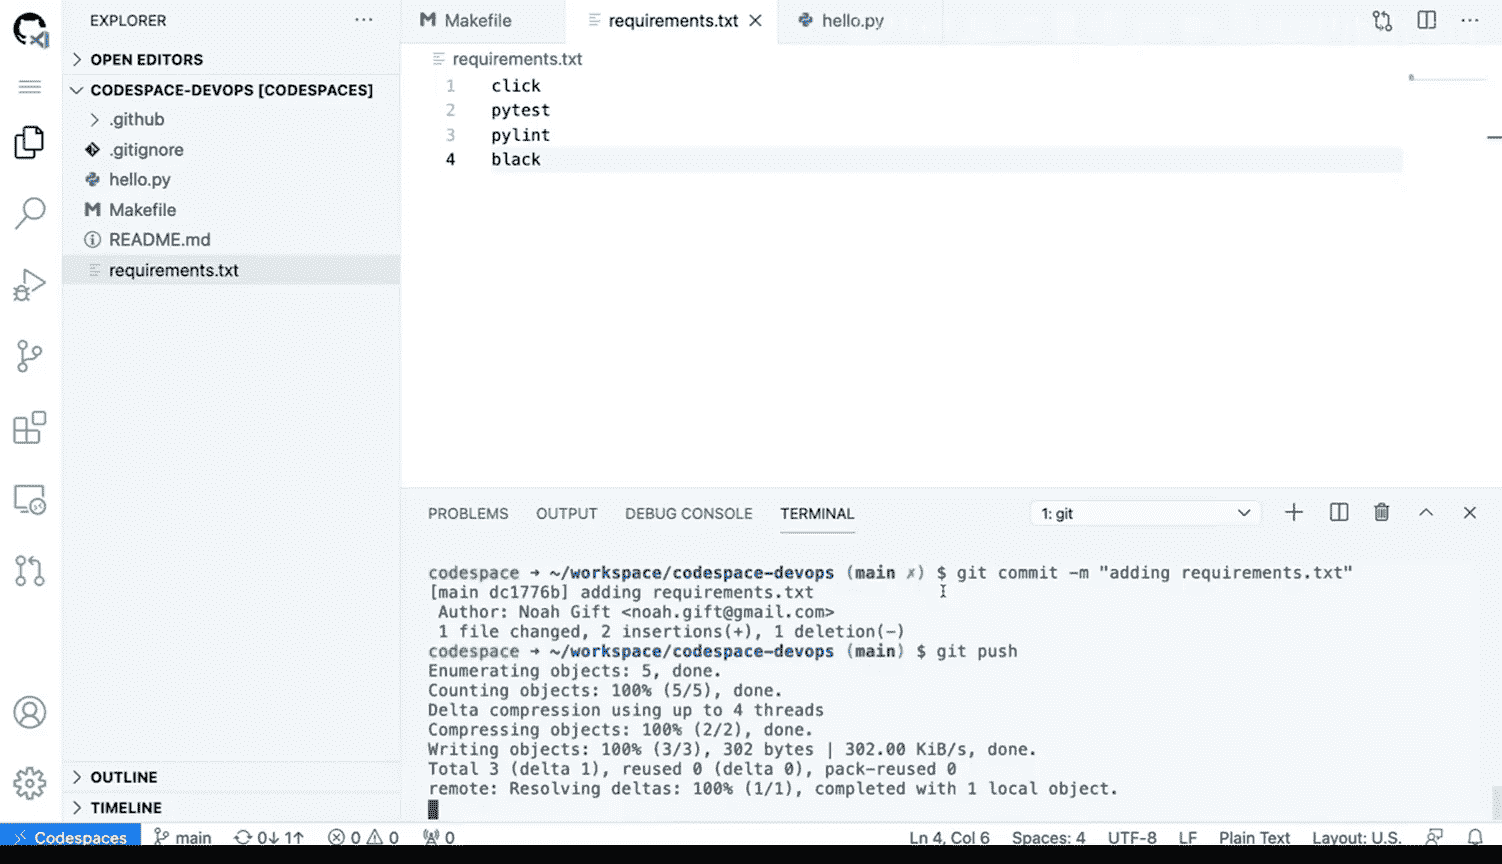 EXPLORER
OPEN EDITORS
CODESPACE-DEVOPS [CODESPACES]
.github
.gitignore
hello.py
Makefile
README.md
requirements.txt
OUTLINE
TIMELINE
Makefile
requirements.txt
hello.py
requirements.txt
1 click
2 pytest
3 pylint
4 black
PROBLEMS OUTPUT DEBUG CONSOLE TERMINAL 1: git
codespace → ~/workspace/codespace-devops (main ✗) $ git commit -m "adding requirements.txt"
[main dc1776b] adding requirements.txt
Author: Noah Gift <noah.gift@gmail.com>
1 file changed, 2 insertions(+), 1 deletion(-)
codespace → ~/workspace/codespace-devops (main) $ git push
Enumerating objects: 5, done.
Counting objects: 100% (5/5), done.
Delta compression using up to 4 threads
Compressing objects: 100% (2/2), done.
Writing objects: 100% (3/3), 302 bytes | 302.00 KiB/s, done.
Total 3 (delta 1), reused 0 (delta 0), pack-reused 0
remote: Resolving deltas: 100% (1/1), completed with 1 local object.
Codespaces main 0↓ 1↑ 0 0 0 Ln 4, Col 6 Spaces: 4 UTF-8 LF Plain Text Layout: U.S.